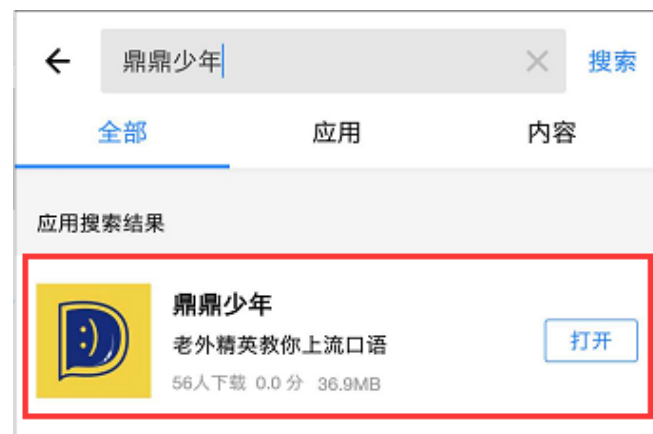 鼎鼎少年 搜索
全部 应用 内容
应用搜索结果
鼎鼎少年
老外精英教你上流口语
打开
56人下载 0.0 分 36.9MB